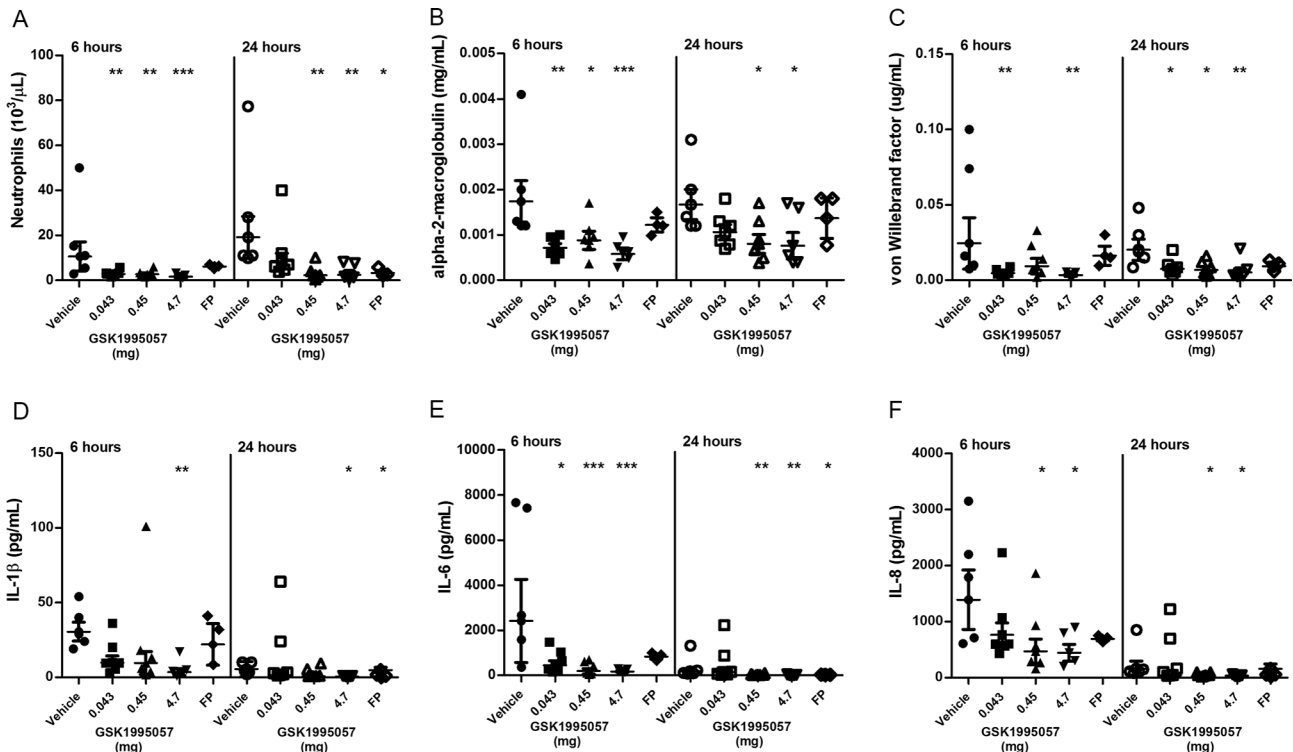 A
6 hours
24 hours
** ** *** ** ** *
Neutrophils (10³/μL)
100
80
60
40
20
0
Vehicle 0.043 0.45 4.7 FP Vehicle 0.043 0.45 4.7 FP
GSK1995057 GSK1995057
(mg) (mg)
B
6 hours
24 hours
** * *** * *
alpha-2-macroglobulin (mg/mL)
0.005
0.004
0.003
0.002
0.001
0.000
Vehicle 0.043 0.45 4.7 FP Vehicle 0.043 0.45 4.7 FP
GSK1995057 GSK1995057
(mg) (mg)
C
6 hours
24 hours
** ** * * **
von Willebrand factor (ug/mL)
0.15
0.10
0.05
0.00
Vehicle 0.043 0.45 4.7 FP Vehicle 0.043 0.45 4.7 FP
GSK1995057 GSK1995057
(mg) (mg)
D
6 hours
24 hours
** * *
IL-1β (pg/mL)
150
100
50
0
Vehicle 0.043 0.45 4.7 FP Vehicle 0.043 0.45 4.7 FP
GSK1995057 GSK1995057
(mg) (mg)
E
6 hours
24 hours
* *** *** ** ** *
IL-6 (pg/mL)
10000
8000
6000
4000
2000
0
Vehicle 0.043 0.45 4.7 FP Vehicle 0.043 0.45 4.7 FP
GSK1995057 GSK1995057
(mg) (mg)
F
6 hours
24 hours
* * * *
IL-8 (pg/mL)
4000
3000
2000
1000
0
Vehicle 0.043 0.45 4.7 FP Vehicle 0.043 0.45 4.7 FP
GSK1995057 GSK1995057
(mg) (mg)